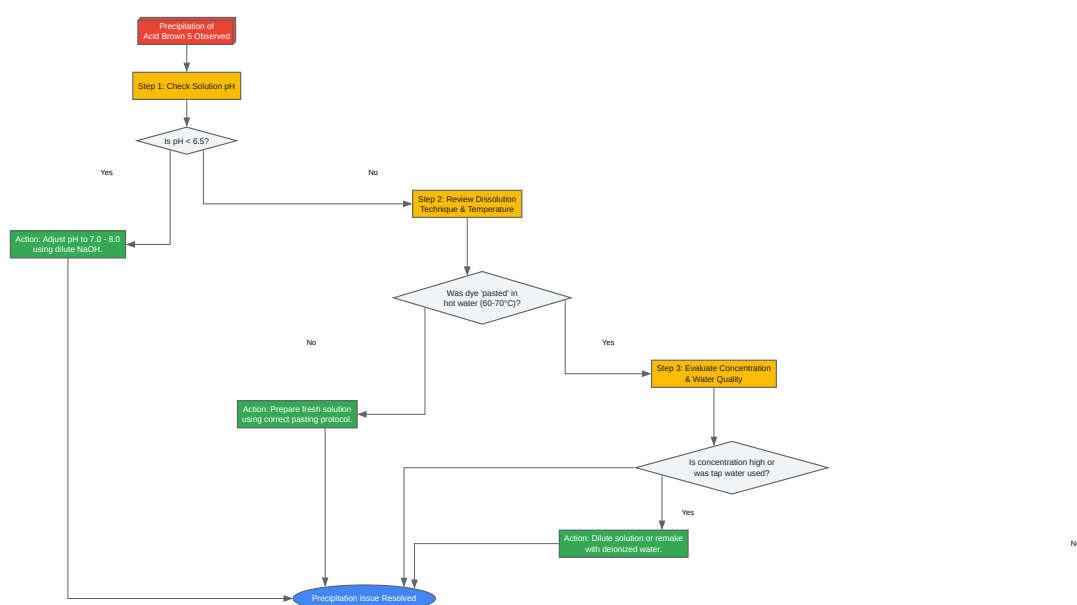 Precipitation of
Acid Brown 5 Observed
Step 1: Check Solution pH
Is pH < 6.5?
Yes
No
Step 2: Review Dissolution
Technique & Temperature
Action: Adjust pH to 7.0 - 8.0
using dilute NaOH.
Was dye 'pasted' in
hot water (60-70°C)?
No
Yes
Step 3: Evaluate Concentration
& Water Quality
Action: Prepare fresh solution
using correct pasting protocol.
Is concentration high or
was tap water used?
Yes
Action: Dilute solution or remake
with deionized water.
Precipitation Issue Resolved